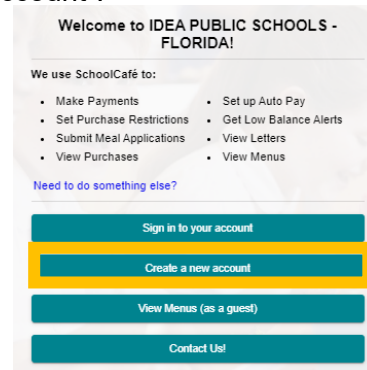 Welcome to IDEA PUBLIC SCHOOLS -
FLORIDA!
We use SchoolCafé to:
• Make Payments
• Set Purchase Restrictions
• Submit Meal Applications
• View Purchases
• Set up Auto Pay
• Get Low Balance Alerts
• View Letters
• View Menus
Need to do something else?
Sign in to your account
Create a new account
View Menus (as a guest)
Contact Us!